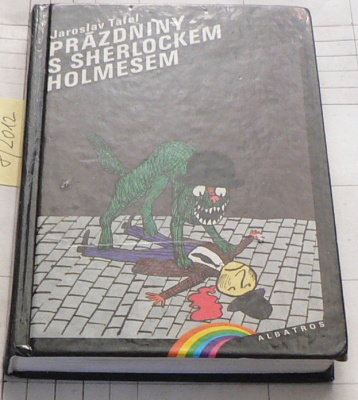 Jaroslav Tafel
PRÁZDNINY
S SHERLOCKEM
HOLMESEM
ALBATROS